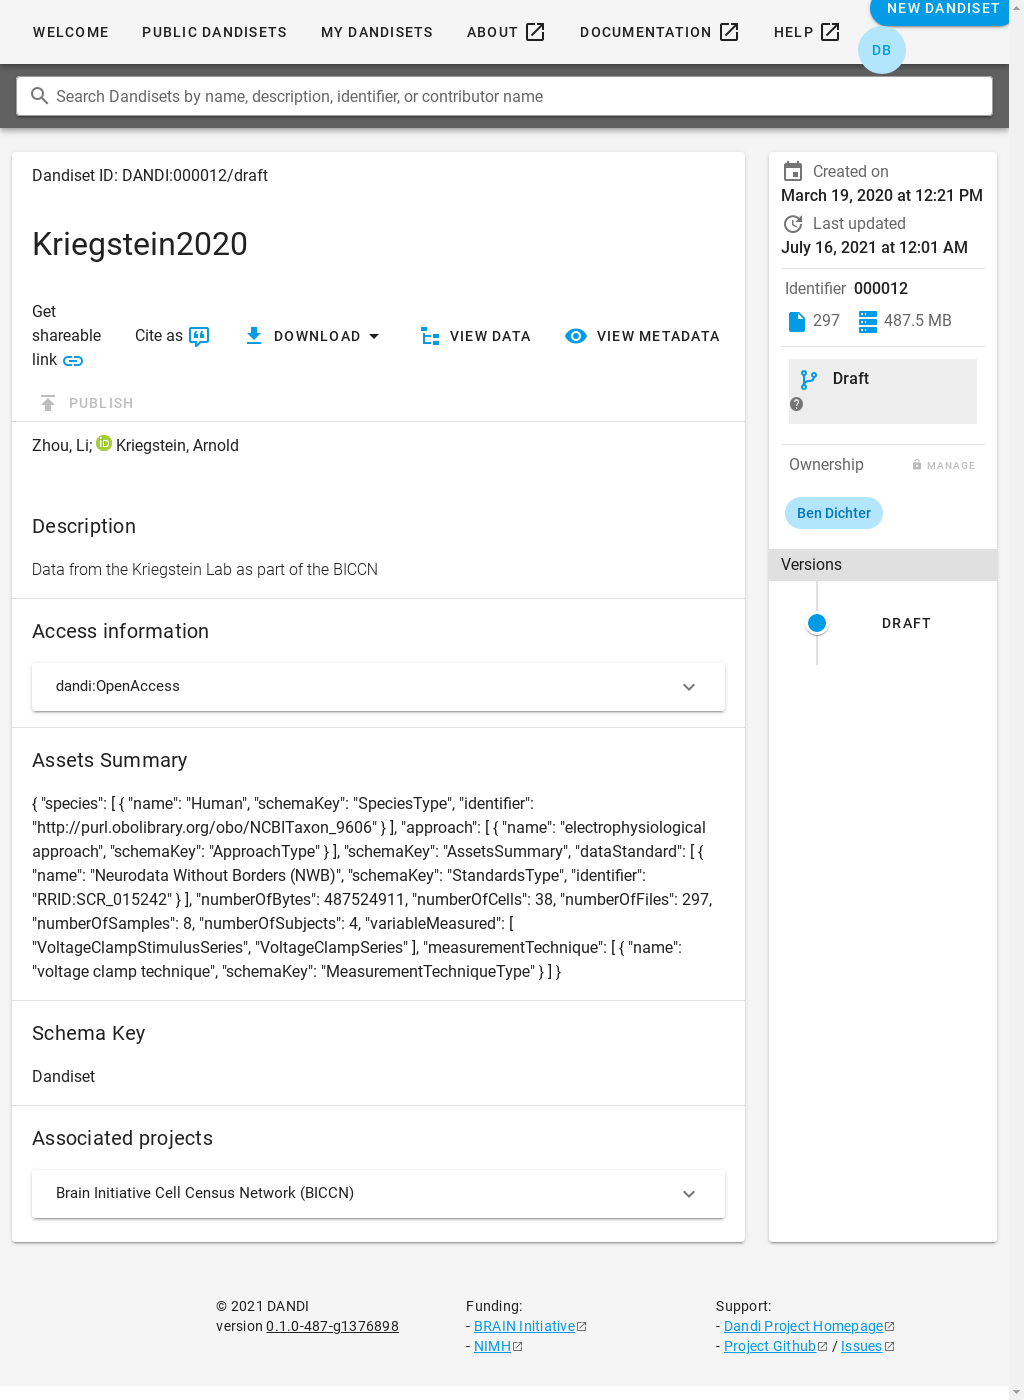 WELCOME PUBLIC DANDISETS MY DANDISETS ABOUT DOCUMENTATION HELP NEW DANDISET
DB
Search Dandisets by name, description, identifier, or contributor name
Dandiset ID: DANDI:000012/draft
Kriegstein2020
Get shareable link
Cite as
DOWNLOAD
VIEW DATA
VIEW METADATA
PUBLISH
Zhou, Li; iD Kriegstein, Arnold
Description
Data from the Kriegstein Lab as part of the BICCN
Access information
dandi:OpenAccess
Assets Summary
{ "species": [ { "name": "Human", "schemaKey": "SpeciesType", "identifier":
"http://purl.obolibrary.org/obo/NCBITaxon_9606" } ], "approach": [ { "name": "electrophysiological
approach", "schemaKey": "ApproachType" } ], "schemaKey": "AssetsSummary", "dataStandard": [ {
"name": "Neurodata Without Borders (NWB)", "schemaKey": "StandardsType", "identifier":
"RRID:SCR_015242" } ], "numberOfBytes": 487524911, "numberOfCells": 38, "numberOfFiles": 297,
"numberOfSamples": 8, "numberOfSubjects": 4, "variableMeasured": [
"VoltageClampStimulusSeries", "VoltageClampSeries" ], "measurementTechnique": [ { "name":
"voltage clamp technique", "schemaKey": "MeasurementTechniqueType" } ] }
Schema Key
Dandiset
Associated projects
Brain Initiative Cell Census Network (BICCN)
Created on
March 19, 2020 at 12:21 PM
Last updated
July 16, 2021 at 12:01 AM
Identifier 000012
297 487.5 MB
Draft
Ownership MANAGE
Ben Dichter
Versions
DRAFT
© 2021 DANDI
version 0.1.0-487-g1376898
Funding:
- BRAIN Initiative
- NIMH
Support:
- Dandi Project Homepage
- Project Github / Issues